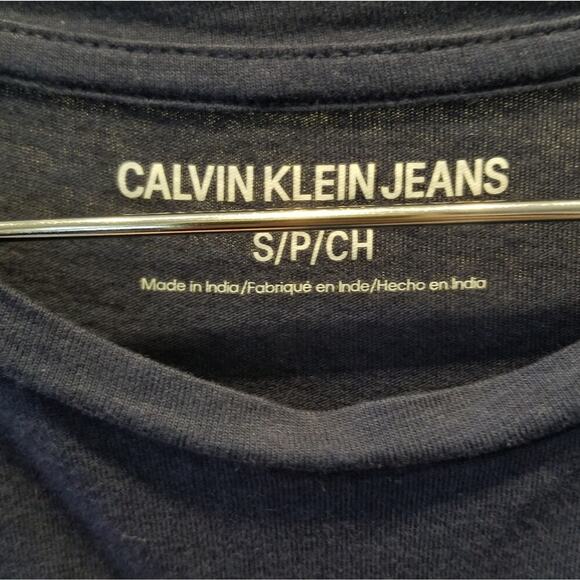 CALVIN KLEIN JEANS
S/P/CH
Made in India/Fabriqué en Inde/Hecho en India